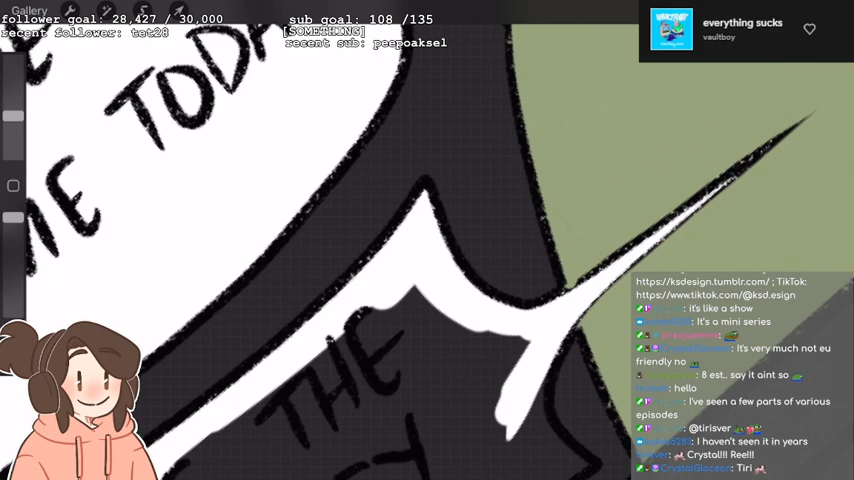 Gallery
follower goal: 28,427 / 30,000
recent follower: tet28
sub goal: 108 /135
[SOMETHING]
recent sub: peepoaksel
everything sucks
vaultboy
TODA
ME
THE
https://ksdesign.tumblr.com/ ; TikTok:
https://www.tiktok.com/@ksd.esign
: it's like a show
: It's a mini series
CrystalGlaceon: It's very much not eu
friendly no
: 8 est.. say it aint so
: hello
: I've seen a few parts of various
episodes
: @tirisver
: I haven't seen it in years
: Crystal!!! Ree!!!
CrystalGlaceon: Tiri